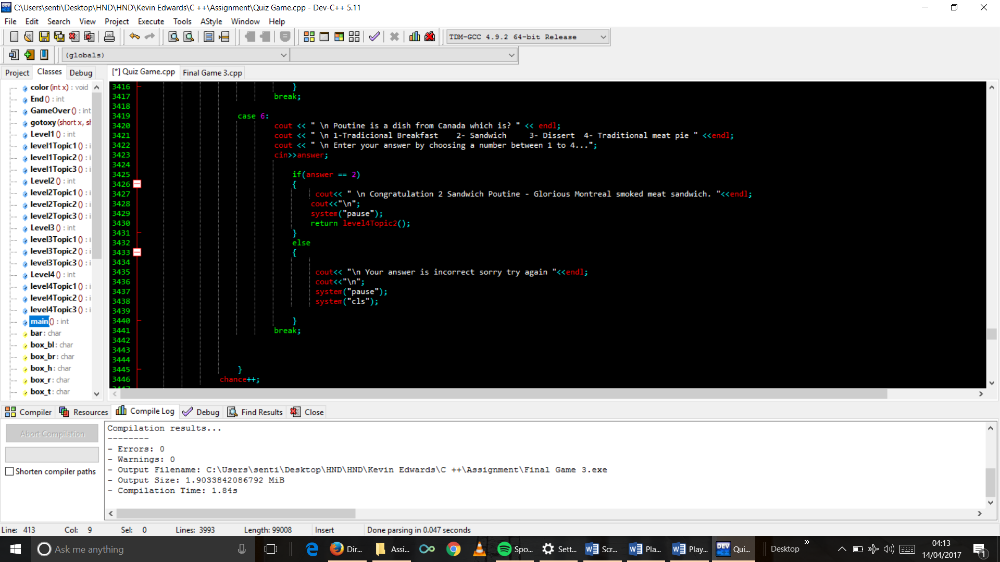 C:\Users\senti\Desktop\HND\HND\Kevin Edwards\C ++\Assignment\Quiz Game.cpp - Dev-C++ 5.11
File Edit Search View Project Execute Tools AStyle Window Help
TDM-GCC 4.9.2 64-bit Release
(globals)
Project Classes Debug
[*] Quiz Game.cpp Final Game 3.cpp
color (int x) : void
End () : int
GameOver () : int
gotoxy (short x, sh
Level1 () : int
level1Topic1 () : i
level1Topic2 () : i
level1Topic3 () : i
Level2 () : int
level2Topic1 () : i
level2Topic2 () : i
level2Topic3 () : i
Level3 () : int
level3Topic1 () : i
level3Topic2 () : i
level3Topic3 () : i
Level4 () : int
level4Topic1 () : i
level4Topic2 () : i
level4Topic3 () : i
main () : int
bar : char
box_bl : char
box_br : char
box_h : char
box_r : char
box_t : char
3416 }
3417 break;
3418
3419 case 6:
3420 cout << " \n Poutine is a dish from Canada which is? " << endl;
3421 cout << " \n 1-Tradicional Breakfast 2- Sandwich 3- Dissert 4- Traditional meat pie " <<endl;
3422 cout << " \n Enter your answer by choosing a number between 1 to 4...";
3423 cin>>answer;
3424
3425 if(answer == 2)
3426 {
3427 cout<< " \n Congratulation 2 Sandwich Poutine - Glorious Montreal smoked meat sandwich. "<<endl;
3428 cout<<"\n";
3429 system("pause");
3430 return level4Topic2();
3431 }
3432 else
3433 {
3434
3435 cout<< "\n Your answer is incorrect sorry try again "<<endl;
3436 cout<<"\n";
3437 system("pause");
3438 system("cls");
3439
3440 }
3441 break;
3442
3443
3444
3445 }
3446 chance++;
3447
Compiler Resources Compile Log Debug Find Results Close
Abort Compilation
Shorten compiler paths
Compilation results...
--------
- Errors: 0
- Warnings: 0
- Output Filename: C:\Users\senti\Desktop\HND\HND\Kevin Edwards\C ++\Assignment\Final Game 3.exe
- Output Size: 1.9033842086792 MiB
- Compilation Time: 1.84s
Line: 413 Col: 9 Sel: 0 Lines: 3993 Length: 99008 Insert Done parsing in 0.047 seconds
Ask me anything
Dir... Assi... Spo... Sett... Scr... Pla... Play... Qui... Desktop
04:13
14/04/2017
1